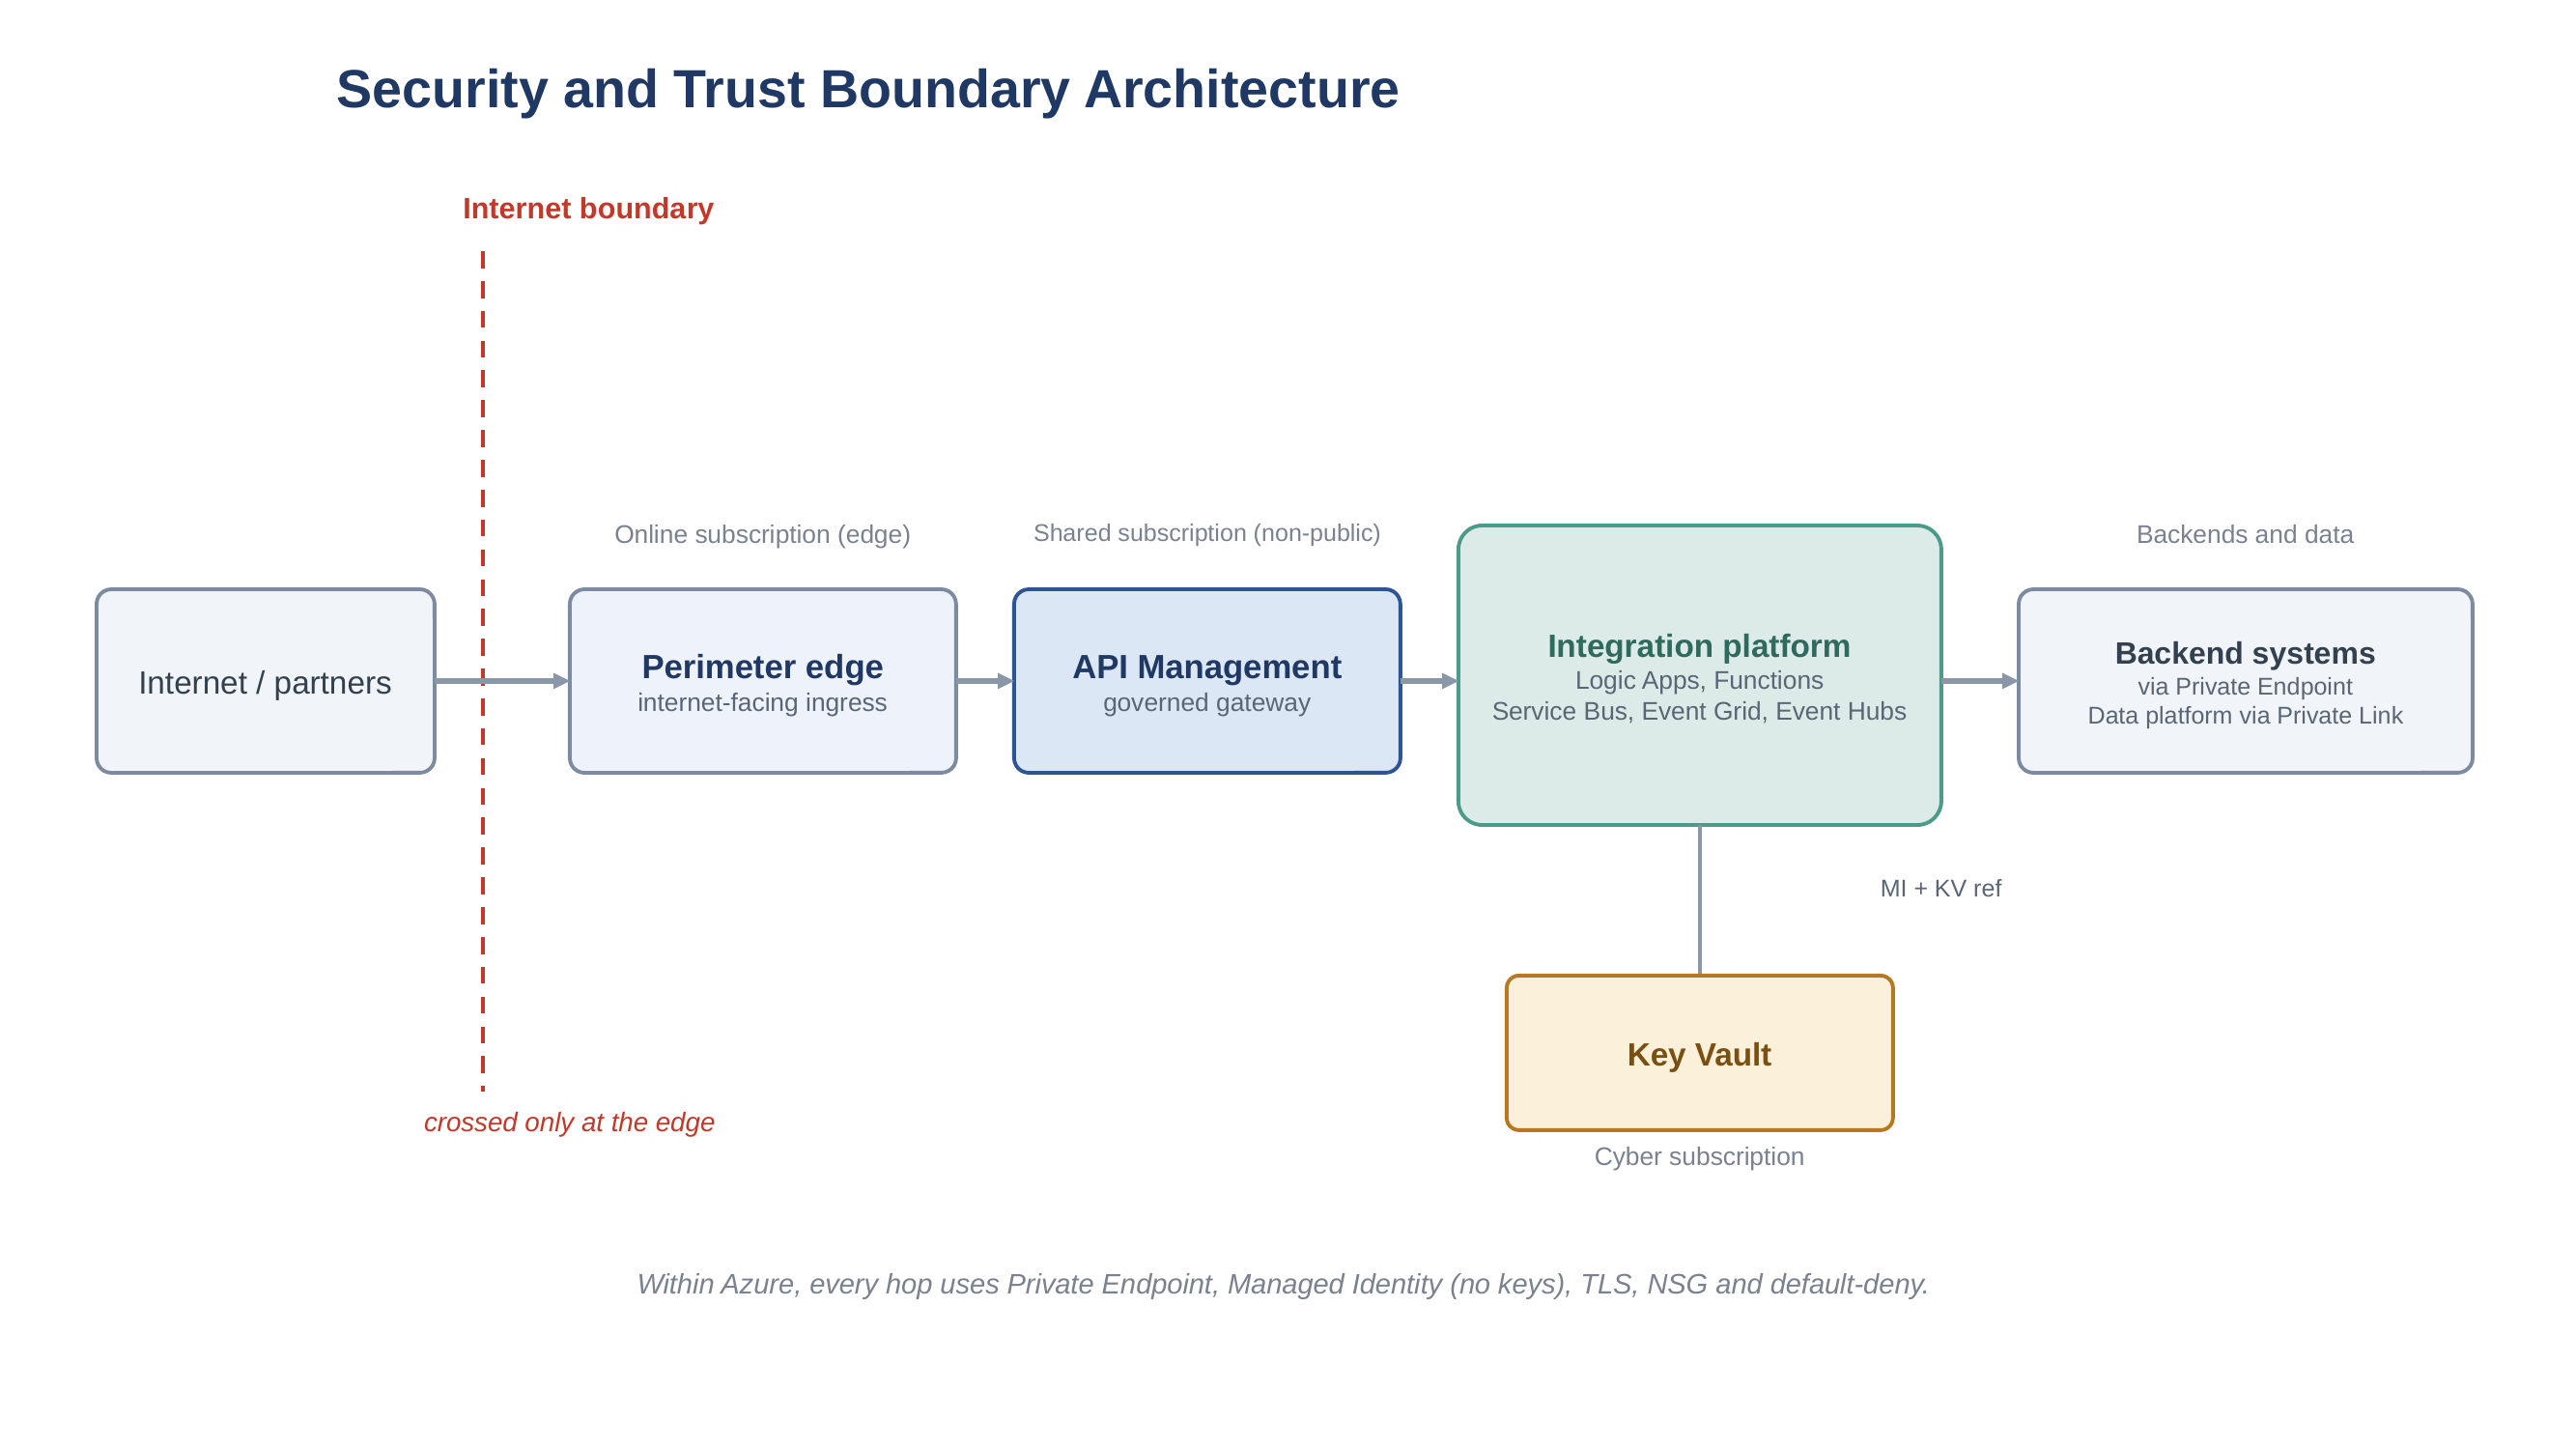 Security and Trust Boundary Architecture
Internet boundary
Online subscription (edge)
Shared subscription (non-public)
Backends and data
Internet / partners
Perimeter edge
internet-facing ingress
API Management
governed gateway
Integration platform
Logic Apps, Functions
Service Bus, Event Grid, Event Hubs
Backend systems
via Private Endpoint
Data platform via Private Link
MI + KV ref
Key Vault
Cyber subscription
crossed only at the edge
Within Azure, every hop uses Private Endpoint, Managed Identity (no keys), TLS, NSG and default-deny.